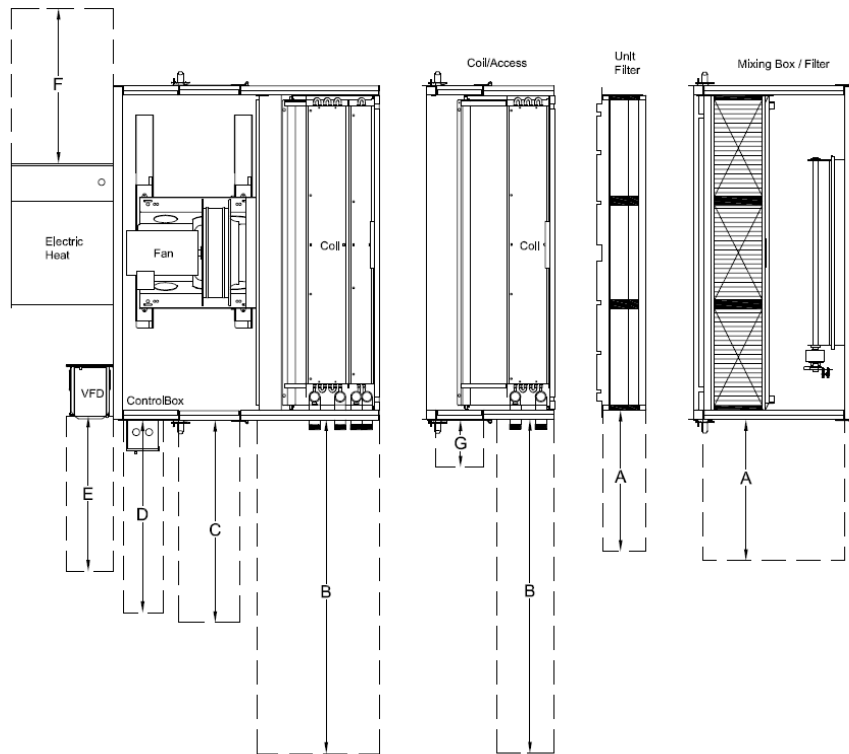 Coil/Access
Unit
Filter
Mixing Box / Filter
F
Electric
Heat
Fan
Coil
Coil
VFD
ControlBox
G
A
A
E
D
C
B
B